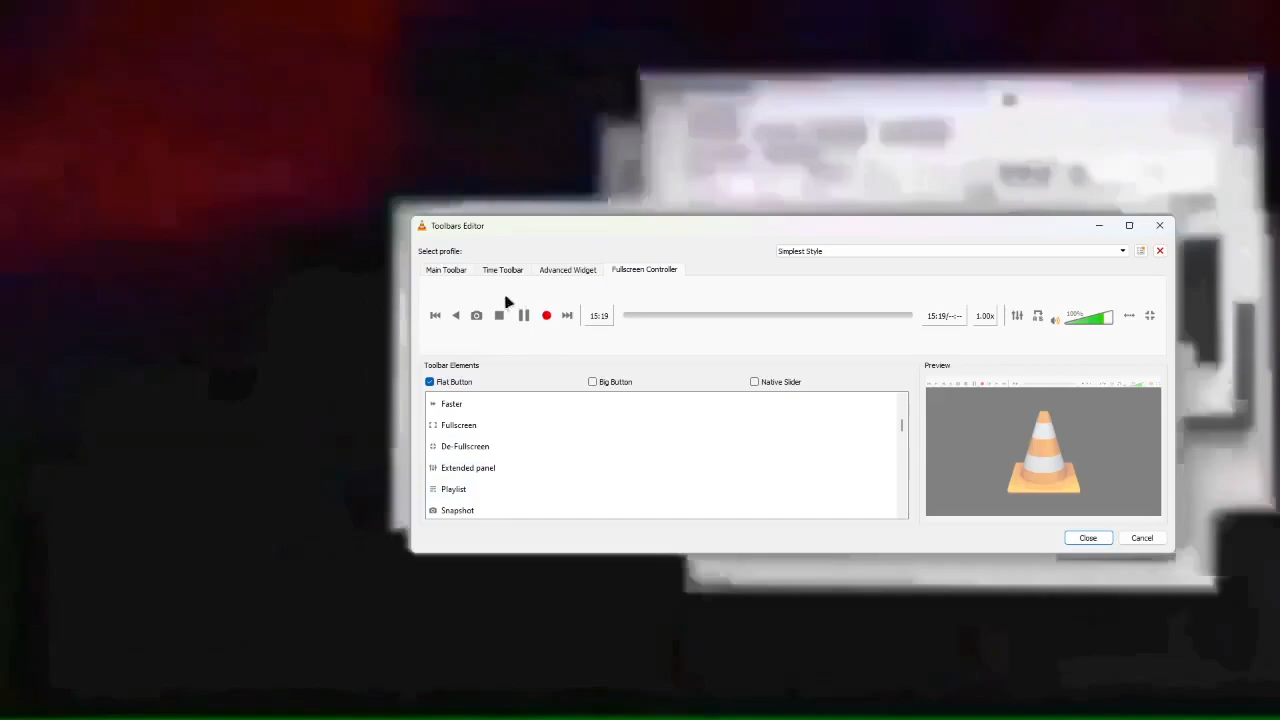 Toolbars Editor
Select profile:
Simplest Style
Main Toolbar
Time Toolbar
Advanced Widget
Fullscreen Controller
15:19
15:19/--:--
1.00x
100%
Toolbar Elements
Preview
Flat Button
Big Button
Native Slider
Faster
Fullscreen
De-Fullscreen
Extended panel
Playlist
Snapshot
Close
Cancel